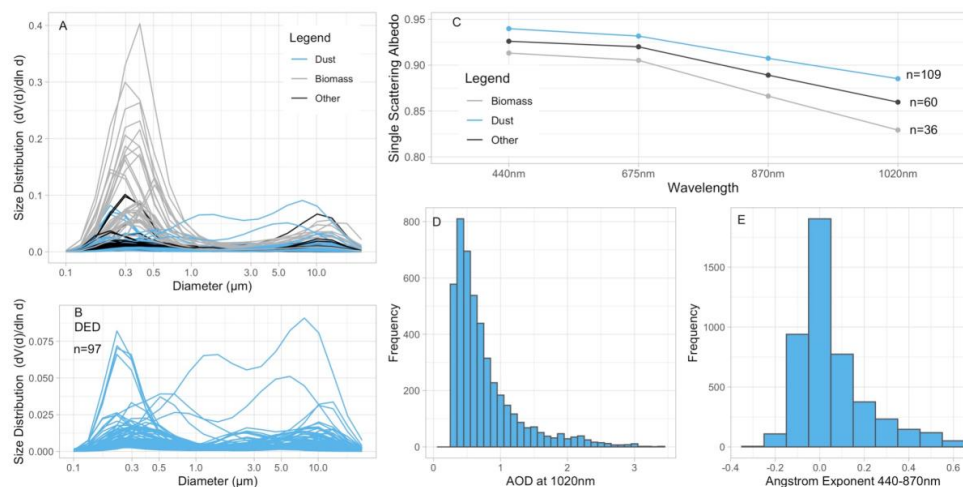 A
Legend
Dust
Biomass
Other
Size Distribution (dV(d)/dln d)
0.4
0.3
0.2
0.1
0.0
0.1 0.3 0.5 1.0 3.0 5.0 10.0
Diameter (µm)
B
DED
n=97
Size Distribution (dV(d)/dln d)
0.075
0.050
0.025
0.000
0.1 0.3 0.5 1.0 3.0 5.0 10.0
Diameter (µm)
C
Single Scattering Albedo
0.95
0.90
0.85
0.80
Legend
Biomass
Dust
Other
n=109
n=60
n=36
440nm 675nm 870nm 1020nm
Wavelength
D
Frequency
800
600
400
200
0
0 1 2 3
AOD at 1020nm
E
Frequency
1500
1000
500
0
-0.4 -0.2 0.0 0.2 0.4 0.6
Angstrom Exponent 440-870nm